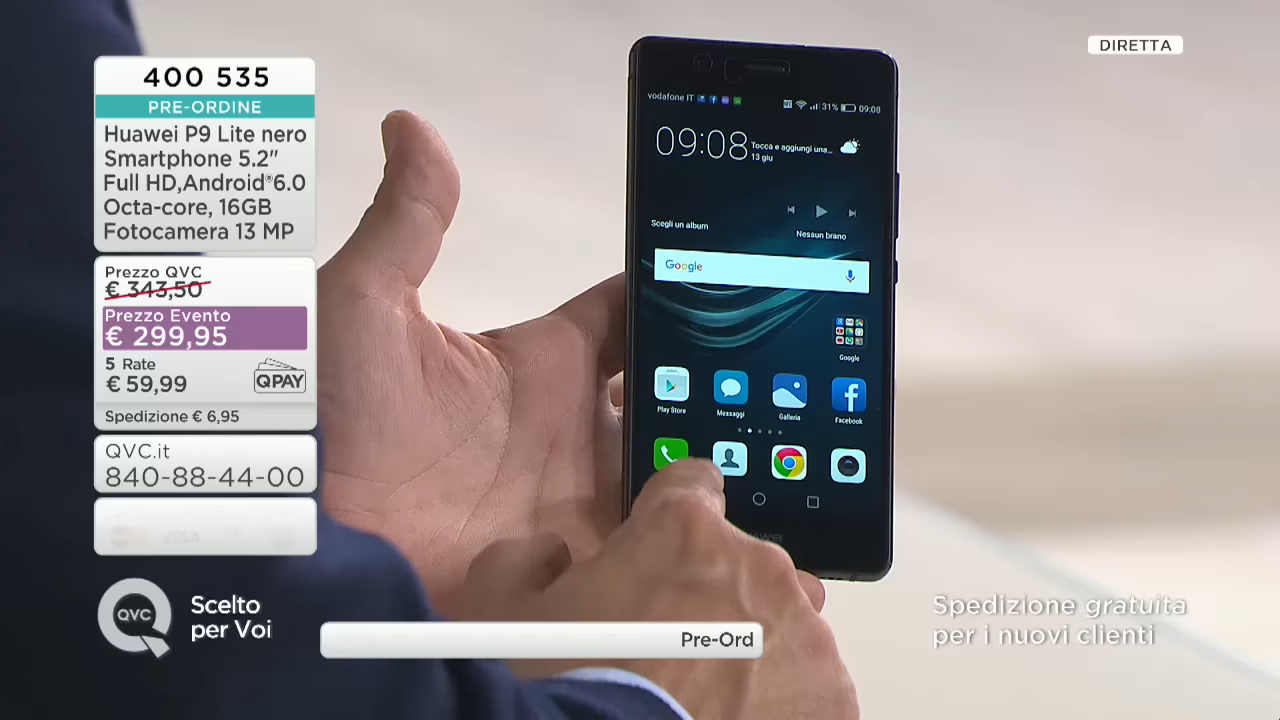 DIRETTA
400 535
PRE-ORDINE
Huawei P9 Lite nero
Smartphone 5.2"
Full HD,Android®6.0
Octa-core, 16GB
Fotocamera 13 MP
Prezzo QVC
€ 343,50
Prezzo Evento
€ 299,95
5 Rate
€ 59,99
QPAY
Spedizione € 6,95
QVC.it
840-88-44-00
VISA
QVC
Scelto
per Voi
Pre-Ord
Spedizione gratuita
per i nuovi clienti
vodafone IT
31%
09:08
09:08
Tocca e aggiungi una...
13 giu
Scegli un album
Nessun brano
Google
Google
Play Store
Messaggi
Galleria
Facebook